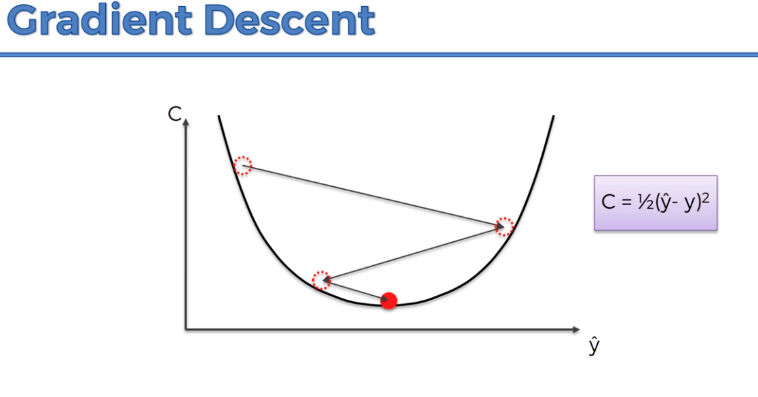 Gradient Descent
C
C = ½(ŷ- y)²
ŷ